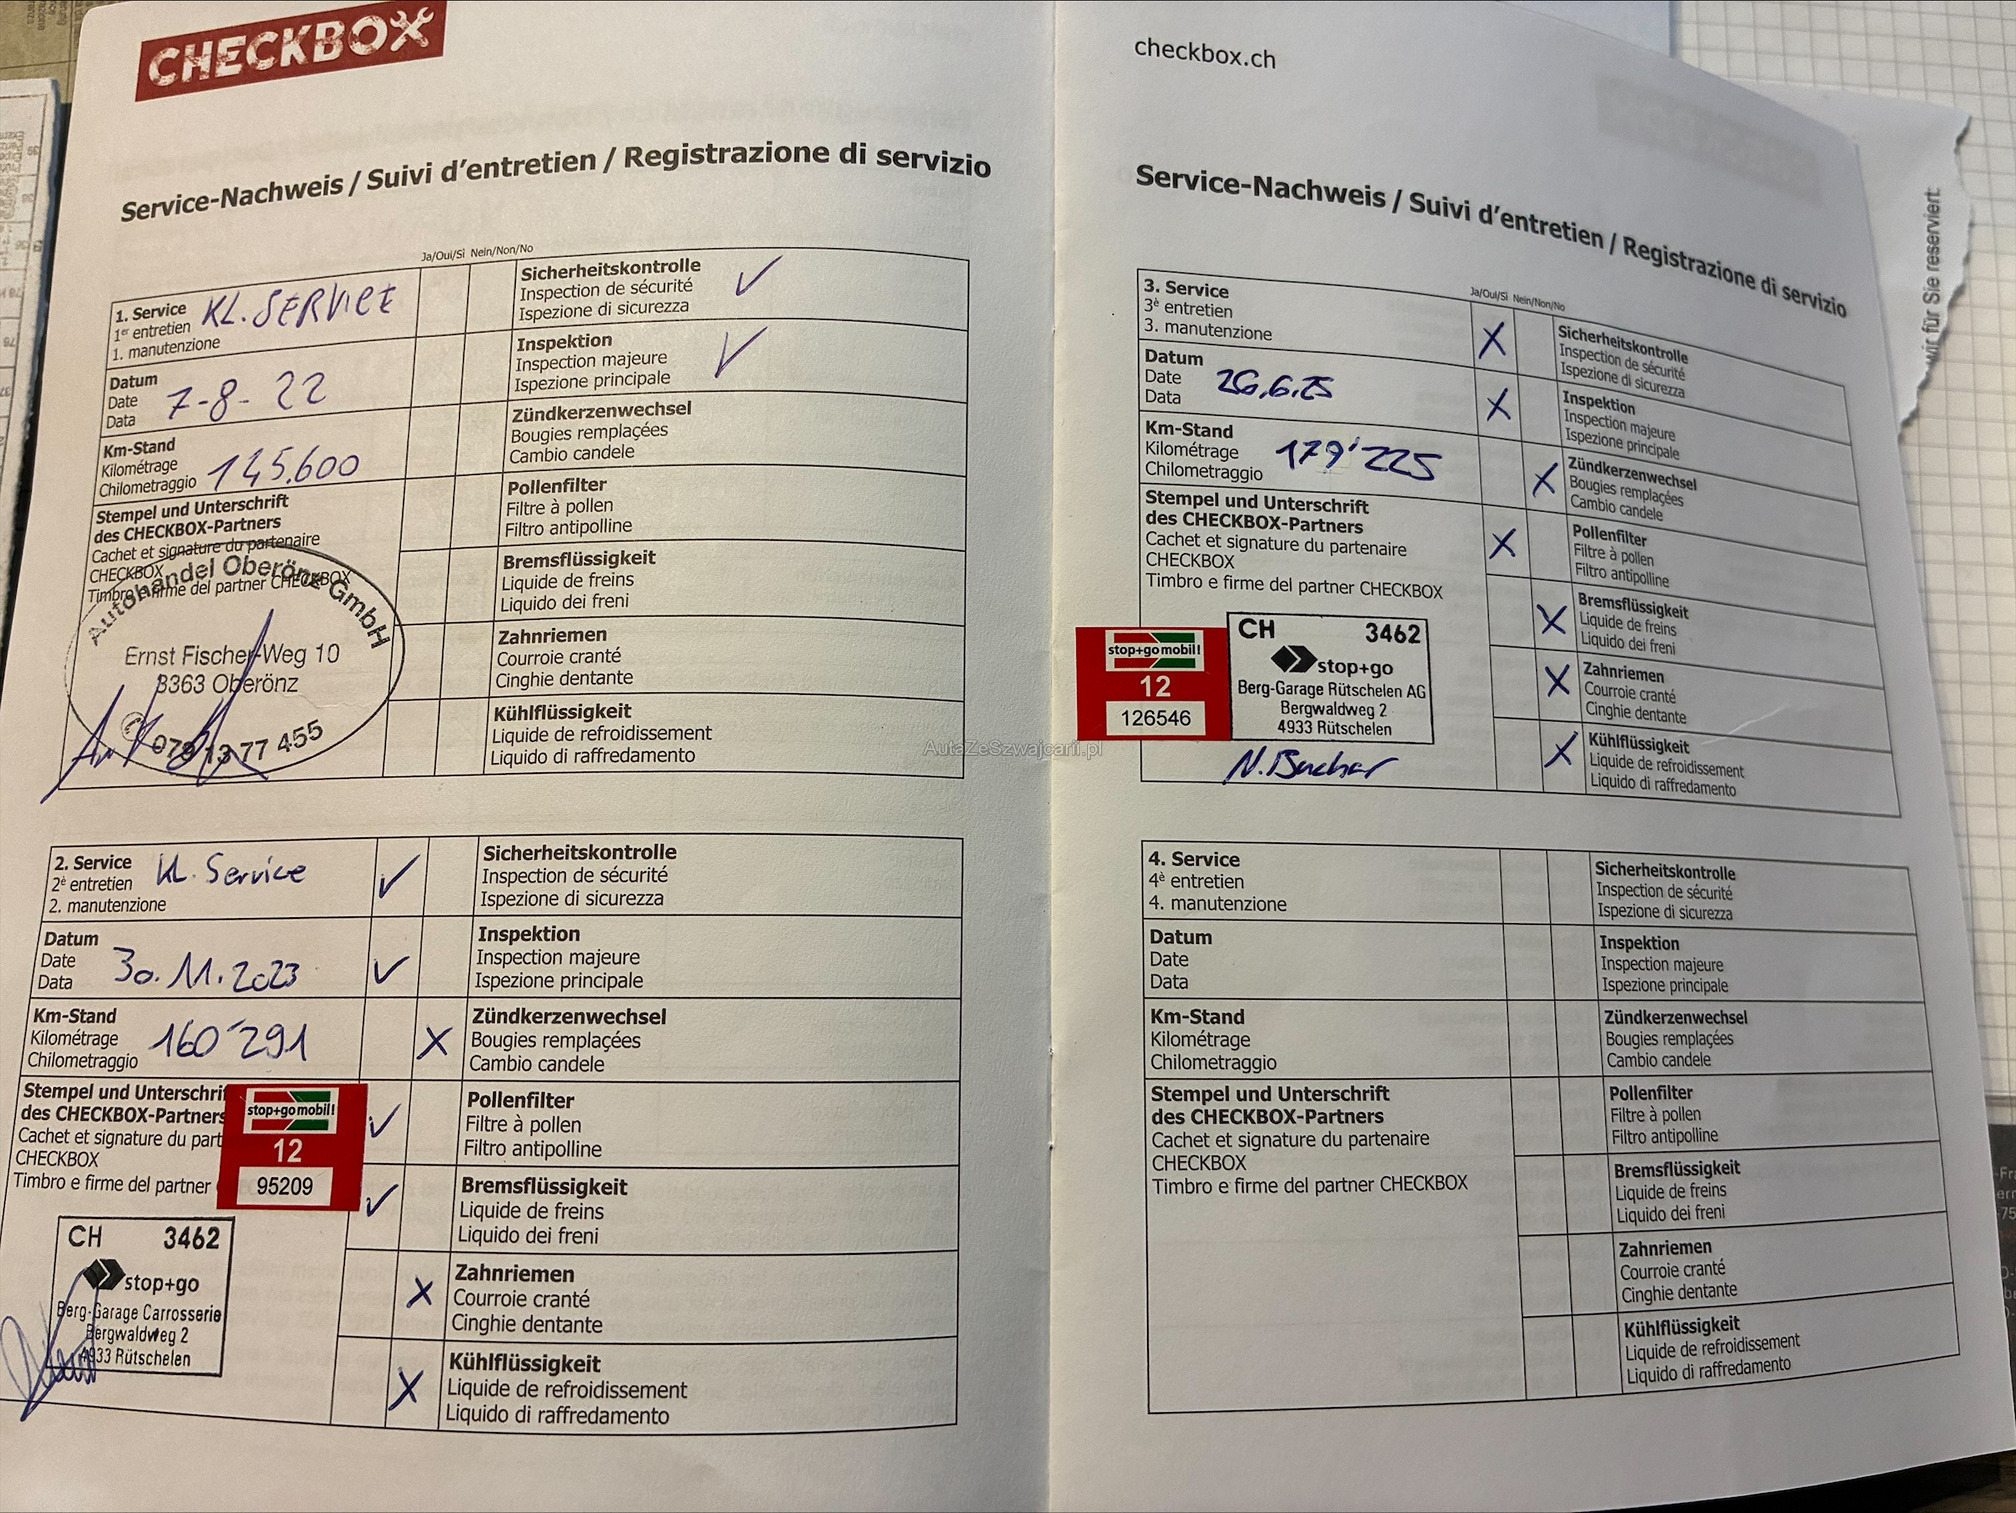 CHECKBOX
Service-Nachweis / Suivi d'entretien / Registrazione di servizio
Ja/Oui/Sì Nein/Non/No
1. Service KL. SERVICE
1er entretien
1. manutenzione
Datum
Date 7-8-22
Data
Km-Stand
Kilométrage 145.600
Chilometraggio
Stempel und Unterschrift
des CHECKBOX-Partners
Cachet et signature du partenaire
CHECKBOX
Timbro e firme del partner CHECKBOX
Autohandel Oberönz GmbH
Ernst Fischer-Weg 10
3363 Oberönz
079 13 77 455
Sicherheitskontrolle ✓
Inspection de sécurité
Ispezione di sicurezza
Inspektion ✓
Inspection majeure
Ispezione principale
Zündkerzenwechsel
Bougies remplaçées
Cambio candele
Pollenfilter
Filtre à pollen
Filtro antipolline
Bremsflüssigkeit
Liquide de freins
Liquido dei freni
Zahnriemen
Courroie cranté
Cinghie dentante
Kühlflüssigkeit
Liquide de refroidissement
Liquido di raffredamento
2. Service KL. Service
2è entretien
2. manutenzione
Datum
Date 30.11.2023
Data
Km-Stand
Kilométrage 160'291
Chilometraggio
Stempel und Unterschrif
des CHECKBOX-Partners
Cachet et signature du part
CHECKBOX
Timbro e firme del partner
stop+go mobil!
12
95209
CH 3462
stop+go
Berg-Garage Carrosserie
Bergwaldweg 2
4933 Rütschelen
✓ Sicherheitskontrolle
Inspection de sécurité
Ispezione di sicurezza
✓ Inspektion
Inspection majeure
Ispezione principale
X Zündkerzenwechsel
Bougies remplaçées
Cambio candele
✓ Pollenfilter
Filtre à pollen
Filtro antipolline
✓ Bremsflüssigkeit
Liquide de freins
Liquido dei freni
X Zahnriemen
Courroie cranté
Cinghie dentante
X Kühlflüssigkeit
Liquide de refroidissement
Liquido di raffredamento
checkbox.ch
Service-Nachweis / Suivi d'entretien / Registrazione di servizio
Ja/Oui/Sì Nein/Non/No
3. Service
3è entretien
3. manutenzione
Datum
Date 26.6.25
Data
Km-Stand
Kilométrage 179'225
Chilometraggio
Stempel und Unterschrift
des CHECKBOX-Partners
Cachet et signature du partenaire
CHECKBOX
Timbro e firme del partner CHECKBOX
stop+go mobil!
12
126546
CH 3462
stop+go
Berg-Garage Rütschelen AG
Bergwaldweg 2
4933 Rütschelen
N. Bucher
X Sicherheitskontrolle
Inspection de sécurité
Ispezione di sicurezza
X Inspektion
Inspection majeure
Ispezione principale
X Zündkerzenwechsel
Bougies remplaçées
Cambio candele
X Pollenfilter
Filtre à pollen
Filtro antipolline
X Bremsflüssigkeit
Liquide de freins
Liquido dei freni
X Zahnriemen
Courroie cranté
Cinghie dentante
X Kühlflüssigkeit
Liquide de refroidissement
Liquido di raffredamento
4. Service
4è entretien
4. manutenzione
Datum
Date
Data
Km-Stand
Kilométrage
Chilometraggio
Stempel und Unterschrift
des CHECKBOX-Partners
Cachet et signature du partenaire
CHECKBOX
Timbro e firme del partner CHECKBOX
Sicherheitskontrolle
Inspection de sécurité
Ispezione di sicurezza
Inspektion
Inspection majeure
Ispezione principale
Zündkerzenwechsel
Bougies remplaçées
Cambio candele
Pollenfilter
Filtre à pollen
Filtro antipolline
Bremsflüssigkeit
Liquide de freins
Liquido dei freni
Zahnriemen
Courroie cranté
Cinghie dentante
Kühlflüssigkeit
Liquide de refroidissement
Liquido di raffredamento
wir für Sie reserviert:
AutaZeSzwajcarii.pl